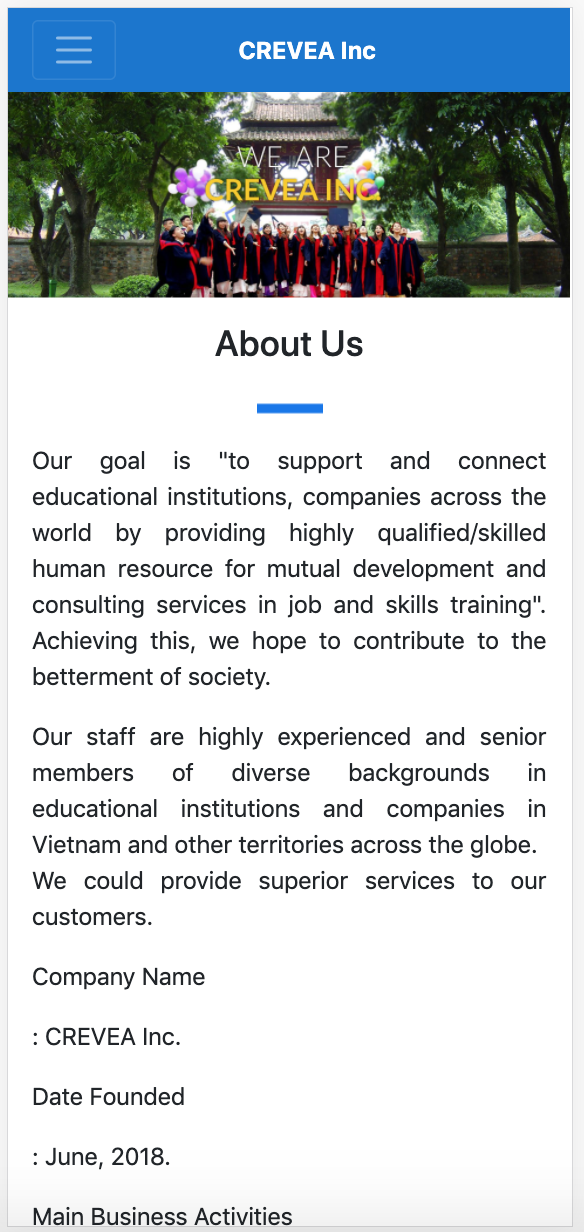 CREVEA Inc
WE ARE
CREVEA INC.
About Us
Our goal is "to support and connect
educational institutions, companies across the
world by providing highly qualified/skilled
human resource for mutual development and
consulting services in job and skills training".
Achieving this, we hope to contribute to the
betterment of society.
Our staff are highly experienced and senior
members of diverse backgrounds in
educational institutions and companies in
Vietnam and other territories across the globe.
We could provide superior services to our
customers.
Company Name
: CREVEA Inc.
Date Founded
: June, 2018.
Main Business Activities